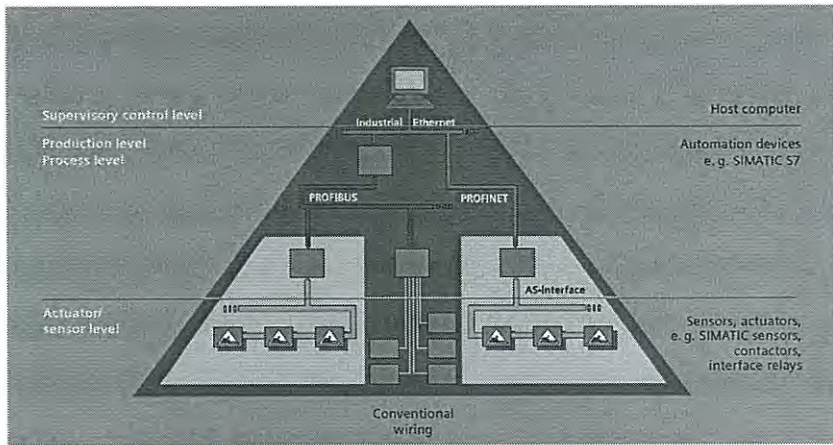 Supervisory control level
Industrial Ethernet
Host computer
Production level
Process level
Automation devices
e. g. SIMATIC S7
PROFIBUS
PROFINET
AS-Interface
Actuator/
sensor level
Sensors, actuators,
e. g. SIMATIC sensors,
contactors,
interface relays
Conventional
wiring